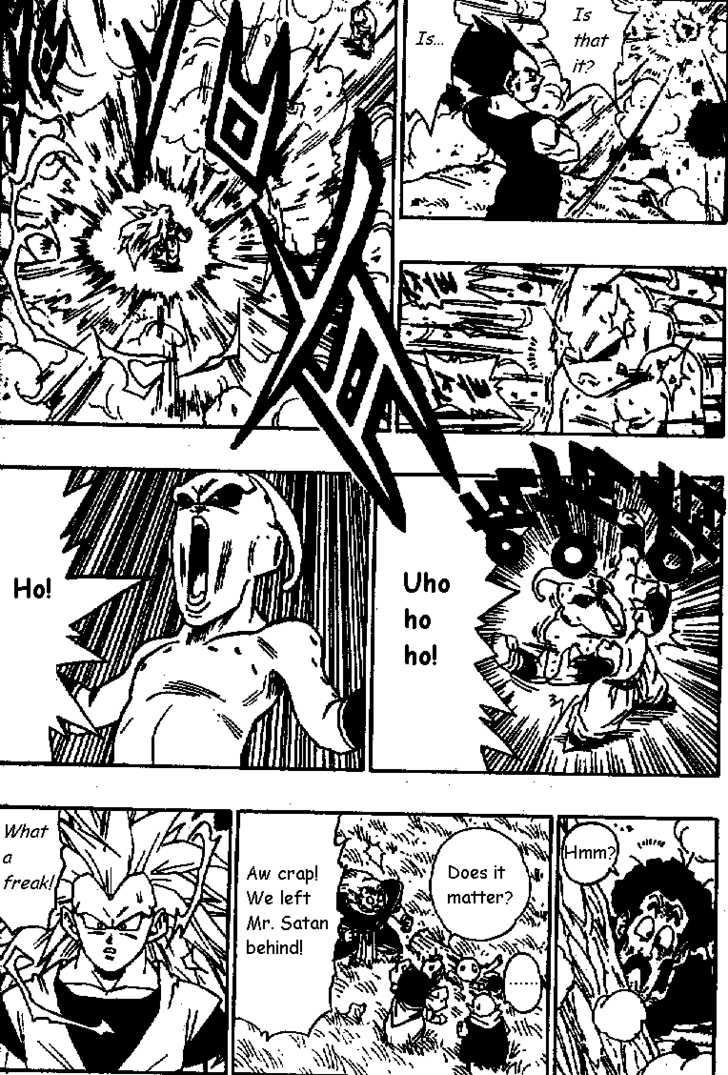 Is...
Is
that
it?
Uho
ho
ho!
Ho!
Hmm?
Aw crap!
We left
Mr. Satan
behind!
Does it
matter?
......
What
a
freak!